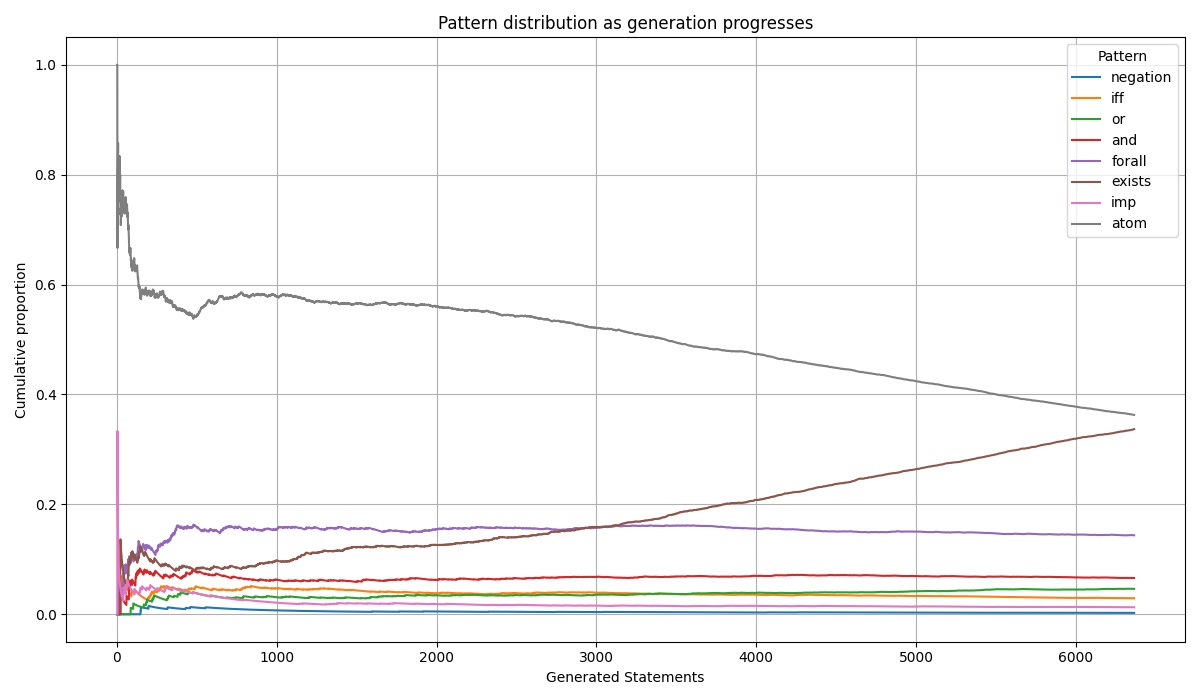 Pattern distribution as generation progresses
Cumulative proportion
1.0
0.8
0.6
0.4
0.2
0.0
0
1000
2000
3000
4000
5000
6000
Generated Statements
Pattern
negation
iff
or
and
forall
exists
imp
atom